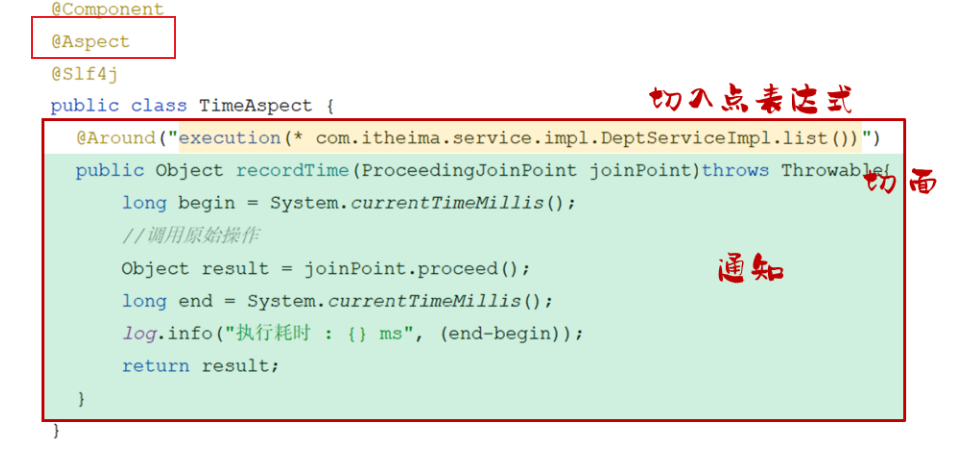 @Component
@Aspect
@Slf4j
public class TimeAspect {
切入点表达式
@Around("execution(* com.itheima.service.impl.DeptServiceImpl.list())")
public Object recordTime(ProceedingJoinPoint joinPoint)throws Throwable{
切面
long begin = System.currentTimeMillis();
//调用原始操作
Object result = joinPoint.proceed();
通知
long end = System.currentTimeMillis();
log.info("执行耗时 : {} ms", (end-begin));
return result;
}
}